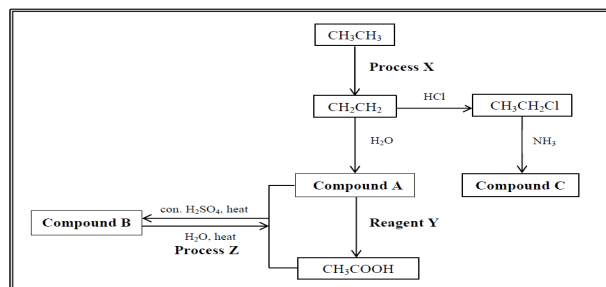 CH3CH3
Process X
CH2CH2
HCl
CH3CH2Cl
H2O
NH3
Compound A
Compound C
con. H2SO4, heat
Compound B
Reagent Y
H2O, heat
Process Z
CH3COOH